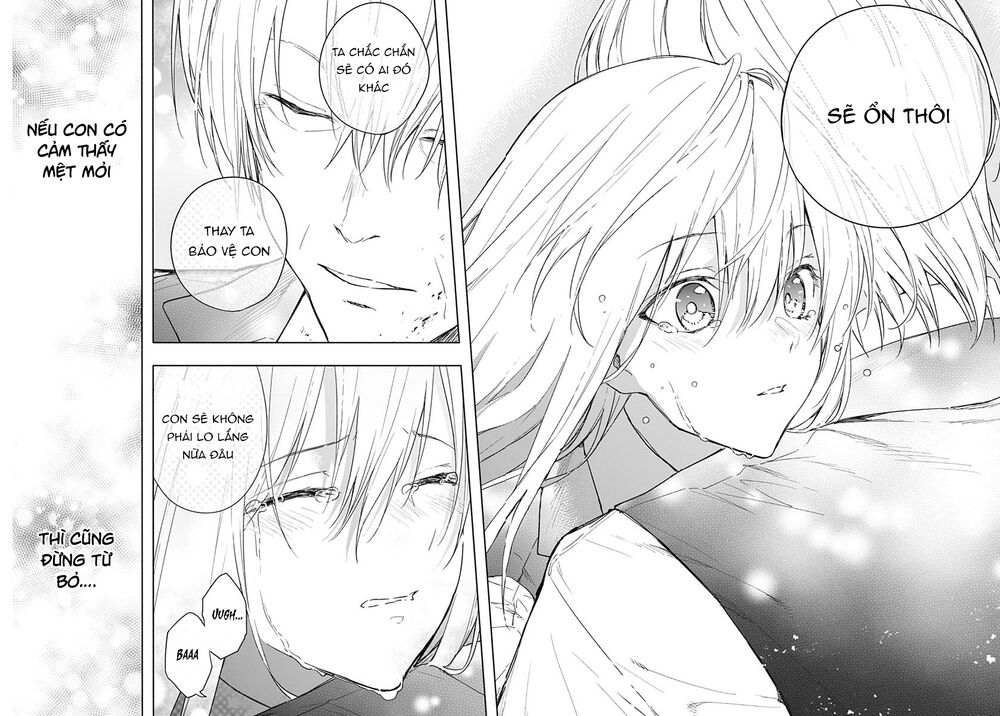 SẼ ỔN THÔI
TA CHẮC CHẮN
SẼ CÓ AI ĐÓ
KHÁC
THAY TA
BẢO VỆ CON
CON SẼ KHÔNG
PHẢI LO LẮNG
NỮA ĐÂU
UUGH...
BAAA
NẾU CON CÓ
CẢM THẤY
MỆT MỎI
THÌ CŨNG
ĐỪNG TỪ
BỎ....